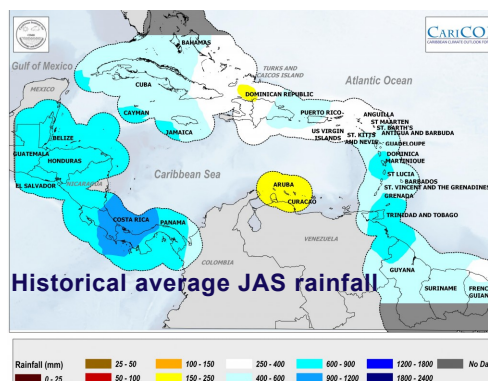 CARICO
CARIBBEAN CLIMATE OUTLOOK FOR
Gulf of Mexico
BAHAMAS
MEXICO
CUBA
TURKS AND
CAICOS ISLAND
Atlantic Ocean
DOMINICAN REPUBLIC
CAYMAN
JAMAICA
PUERTO RICO
US VIRGIN
ISLANDS
ANGUILLA
ST MAARTEN
ST. BARTH'S
ST. KITTS
AND NEVIS
ANTIGUA AND BARBUDA
GUADELOUPE
DOMINICA
MARTINIQUE
ST LUCIA
BARBADOS
ST. VINCENT AND THE GRENADINES
GRENADA
BELIZE
GUATEMALA
HONDURAS
EL SALVADOR
NICARAGUA
Caribbean Sea
ARUBA
CURACAO
TRINIDAD AND TOBAGO
COSTA RICA
PANAMA
VENEZUELA
COLOMBIA
GUYANA
SURINAME
FRENC
GUIAN
Historical average JAS rainfall
Rainfall (mm)
25 - 50
100 - 150
250 - 400
600 - 900
1200 - 1800
No Da
0 - 25
50 - 100
150 - 250
400 - 600
900 - 1200
1800 - 2400